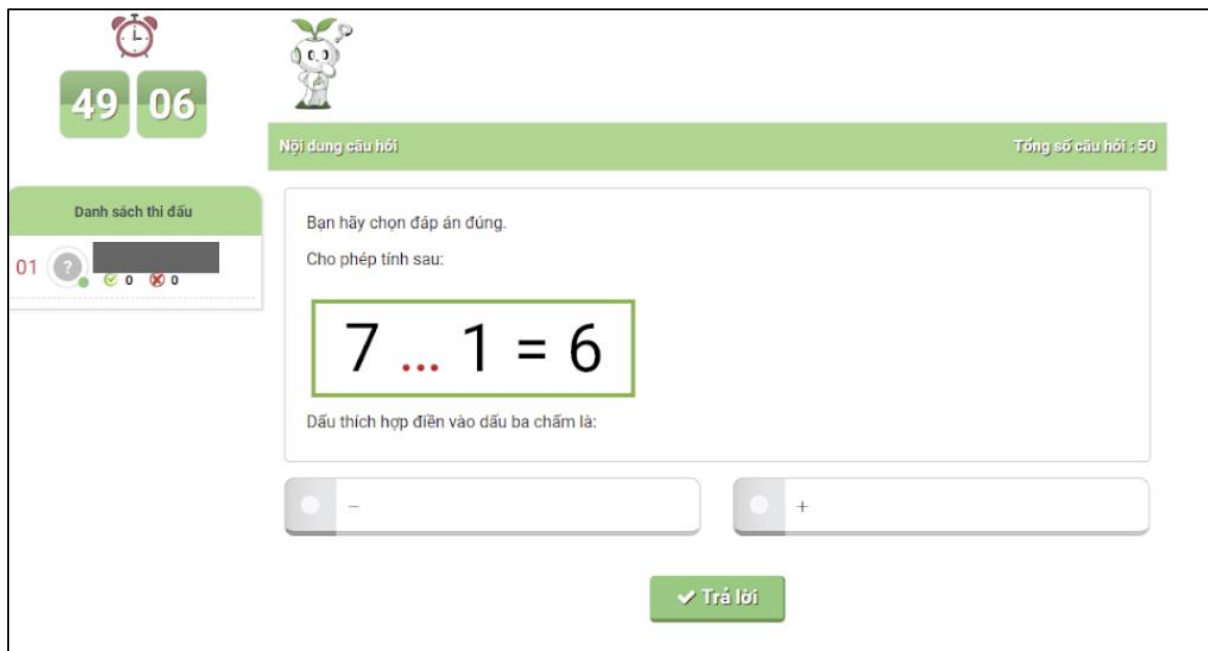 49 06
Nội dung câu hỏi
Tổng số câu hỏi : 50
Danh sách thi đấu
01 ? 0 0
Bạn hãy chọn đáp án đúng.
Cho phép tính sau:
7 ... 1 = 6
Dấu thích hợp điền vào dấu ba chấm là:
−
+
Trả lời